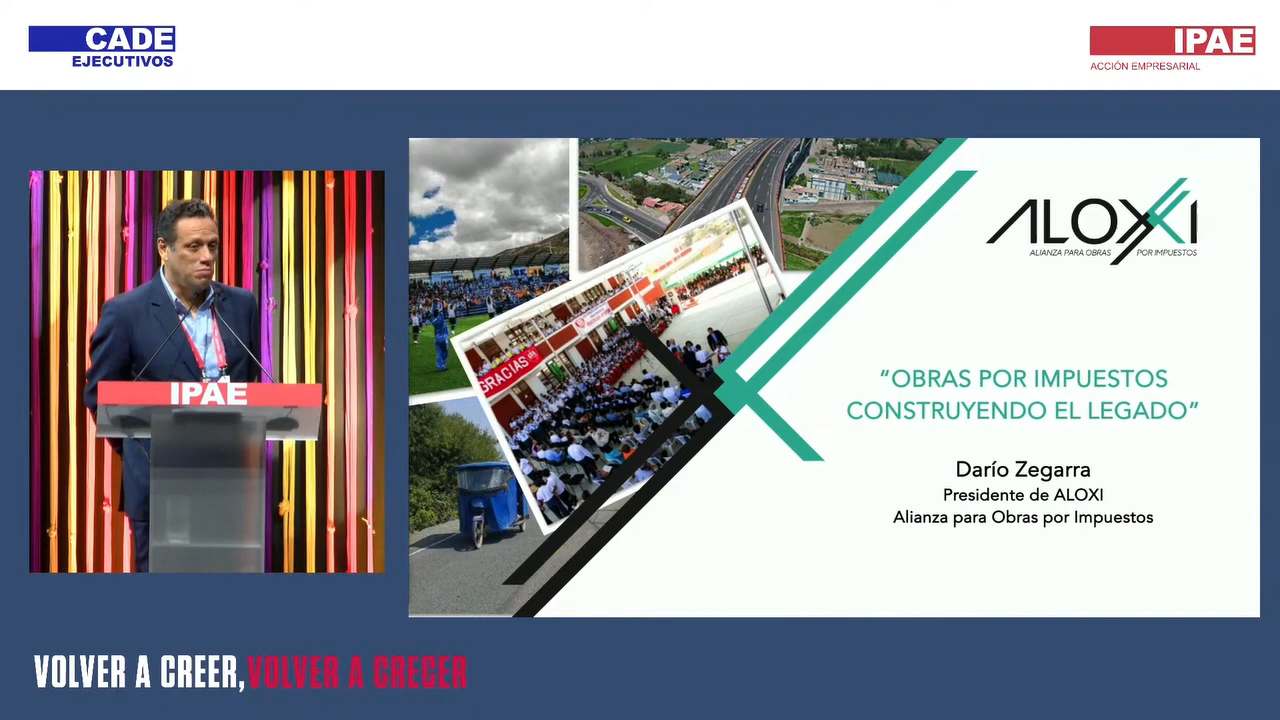 CADE
EJECUTIVOS
IPAE
ACCIÓN EMPRESARIAL
IPAE
GRACIAS
ALOXXI
ALIANZA PARA OBRAS POR IMPUESTOS
“OBRAS POR IMPUESTOS
CONSTRUYENDO EL LEGADO”
Darío Zegarra
Presidente de ALOXI
Alianza para Obras por Impuestos
VOLVER A CREER, VOLVER A CRECER